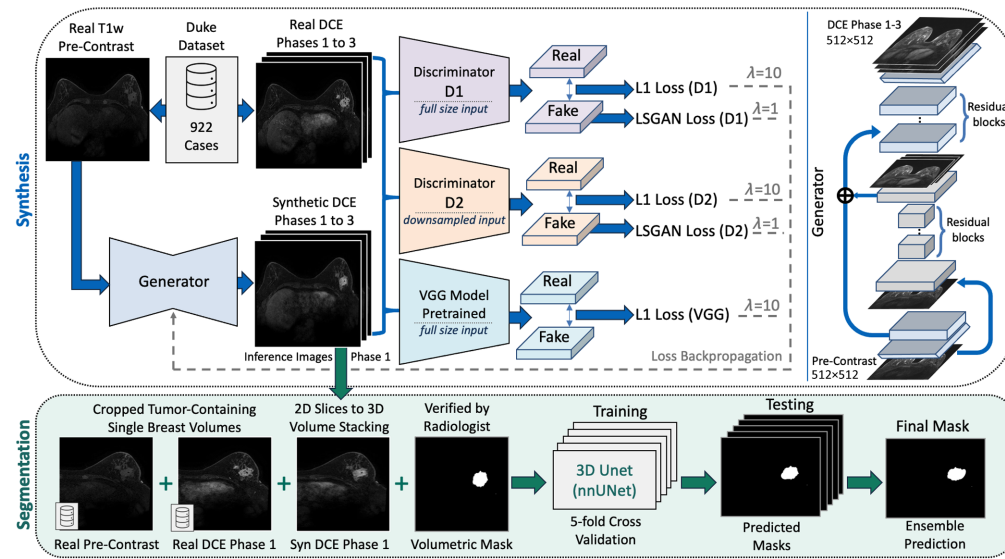 Synthesis
Real T1w
Pre-Contrast
Duke
Dataset
922
Cases
Real DCE
Phases 1 to 3
Generator
Synthetic DCE
Phases 1 to 3
Inference Images
Phase 1
Discriminator
D1
full size input
Real
Fake
L1 Loss (D1)
λ=10
LSGAN Loss (D1)
λ=1
Discriminator
D2
downsampled input
Real
Fake
L1 Loss (D2)
λ=10
LSGAN Loss (D2)
λ=1
VGG Model
Pretrained
full size input
Real
Fake
L1 Loss (VGG)
λ=10
Loss Backpropagation
Generator
DCE Phase 1-3
512×512
Residual
blocks
Residual
blocks
Pre-Contrast
512×512
Segmentation
Cropped Tumor-Containing
Single Breast Volumes
2D Slices to 3D
Volume Stacking
Verified by
Radiologist
Training
Testing
Final Mask
+
+
+
3D Unet
(nnUNet)
Real Pre-Contrast
Real DCE Phase 1
Syn DCE Phase 1
Volumetric Mask
5-fold Cross
Validation
Predicted
Masks
Ensemble
Prediction